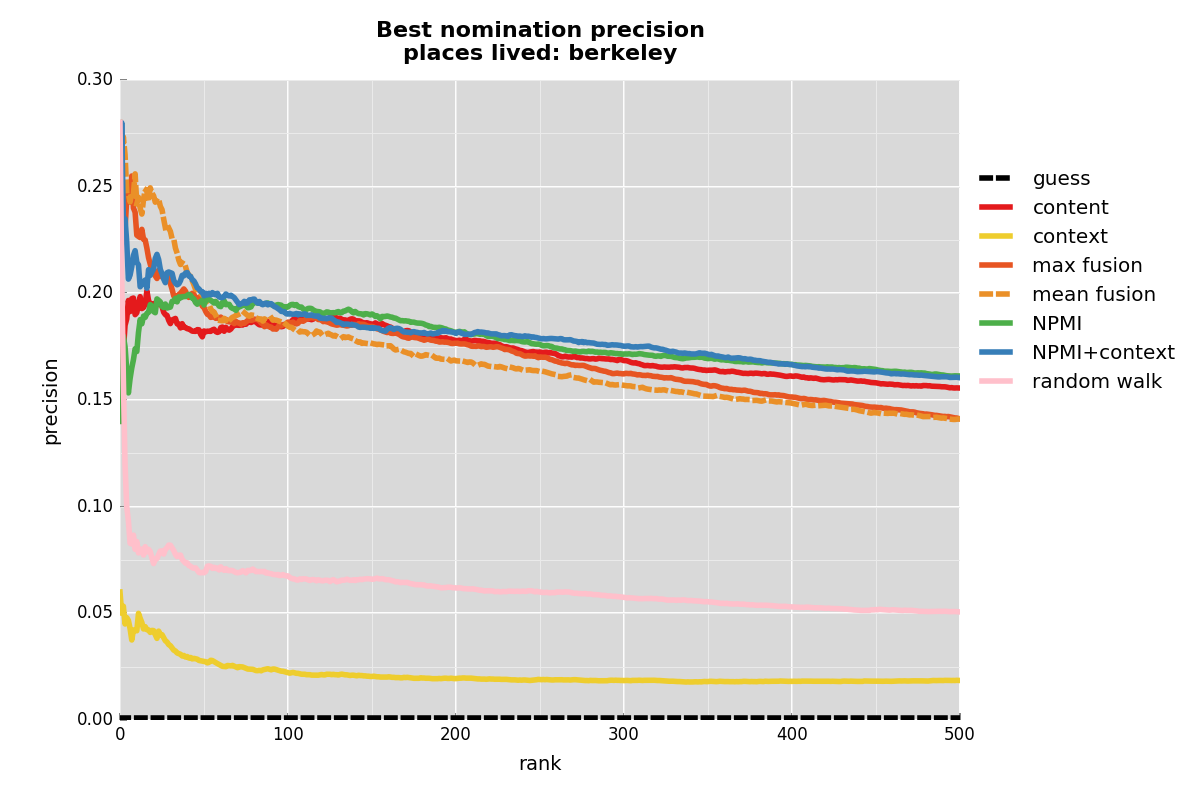 Best nomination precision
places lived: berkeley
0.30
0.25
0.20
0.15
0.10
0.05
0.00
precision
0 100 200 300 400 500
rank
guess
content
context
max fusion
mean fusion
NPMI
NPMI+context
random walk